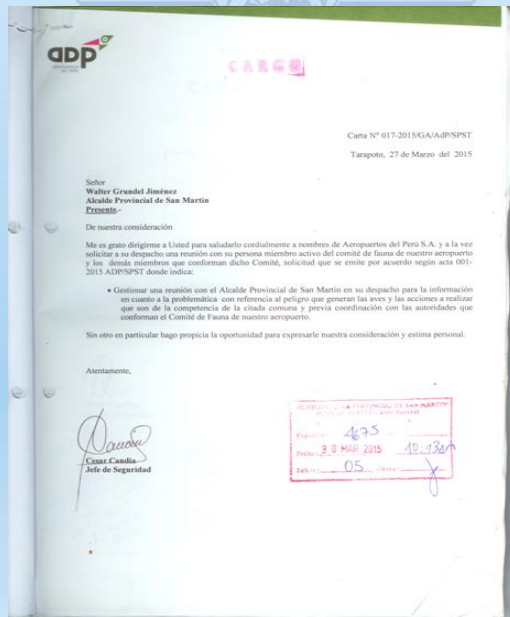 adp
CARGO
Carta N° 017-2015/GA/AdP/SPST
Tarapoto, 27 de Marzo del 2015
Señor
Walter Grundel Jiménez
Alcalde Provincial de San Martin
Presente.-
De nuestra consideración
Me es grato dirigirme a Usted para saludarlo cordialmente a nombres de Aeropuertos del Perú S.A. y a la vez
solicitar a su despacho una reunión con su persona miembro activo del comité de fauna de nuestro aeropuerto
y los demás miembros que conforman dicho Comité, solicitud que se emite por acuerdo según acta 001-
2015 ADP/SPST donde indica:
• Gestionar una reunión con el Alcalde Provincial de San Martin en su despacho para la información
en cuanto a la problemática con referencia al peligro que generan las aves y las acciones a realizar
que son de la competencia de la citada comuna y previa coordinación con las autoridades que
conforman el Comité de Fauna de nuestro aeropuerto.
Sin otro en particular hago propicia la oportunidad para expresarle nuestra consideración y estima personal.
Atentamente,
PROVINCIAL DE SAN MARTIN
4675
30 MAR 2015 10:13am
05
Cesar Candia
Jefe de Seguridad